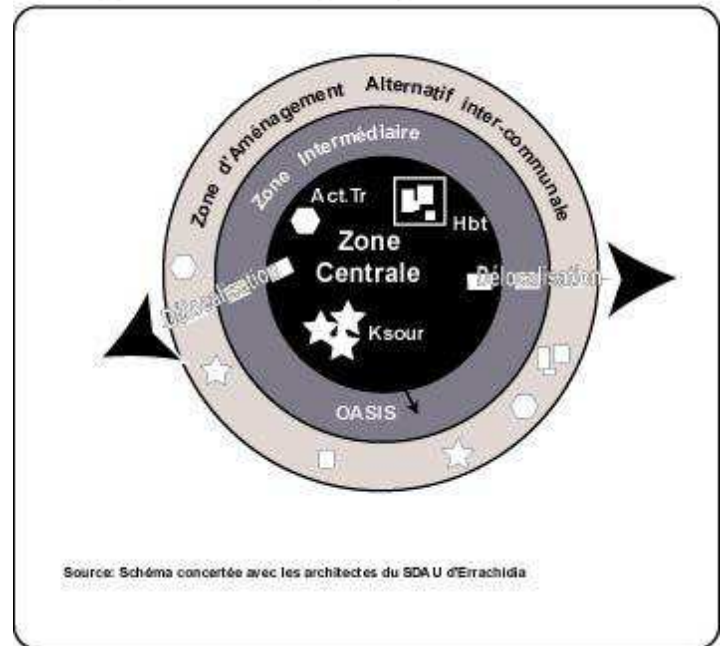 Zone d'Aménagement Alternatif inter-communale
Zone Intermédiaire
Act.Tr
Hbt
Zone
Centrale
Délocalisation
Délocalisation
Ksour
OASIS
Source: Schéma concertée avec les architectes du SDAU d'Errachidia